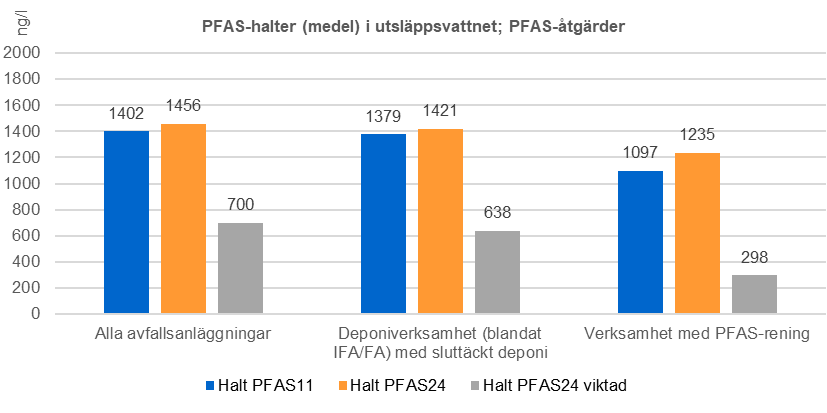 PFAS-halter (medel) i utsläppsvattnet; PFAS-åtgärder
ng/l
2000
1800
1600
1400
1200
1000
800
600
400
200
0
1402
1456
700
1379
1421
638
1097
1235
298
Alla avfallsanläggningar
Deponiverksamhet (blandat
IFA/FA) med sluttäckt deponi
Verksamhet med PFAS-rening
Halt PFAS11
Halt PFAS24
Halt PFAS24 viktad